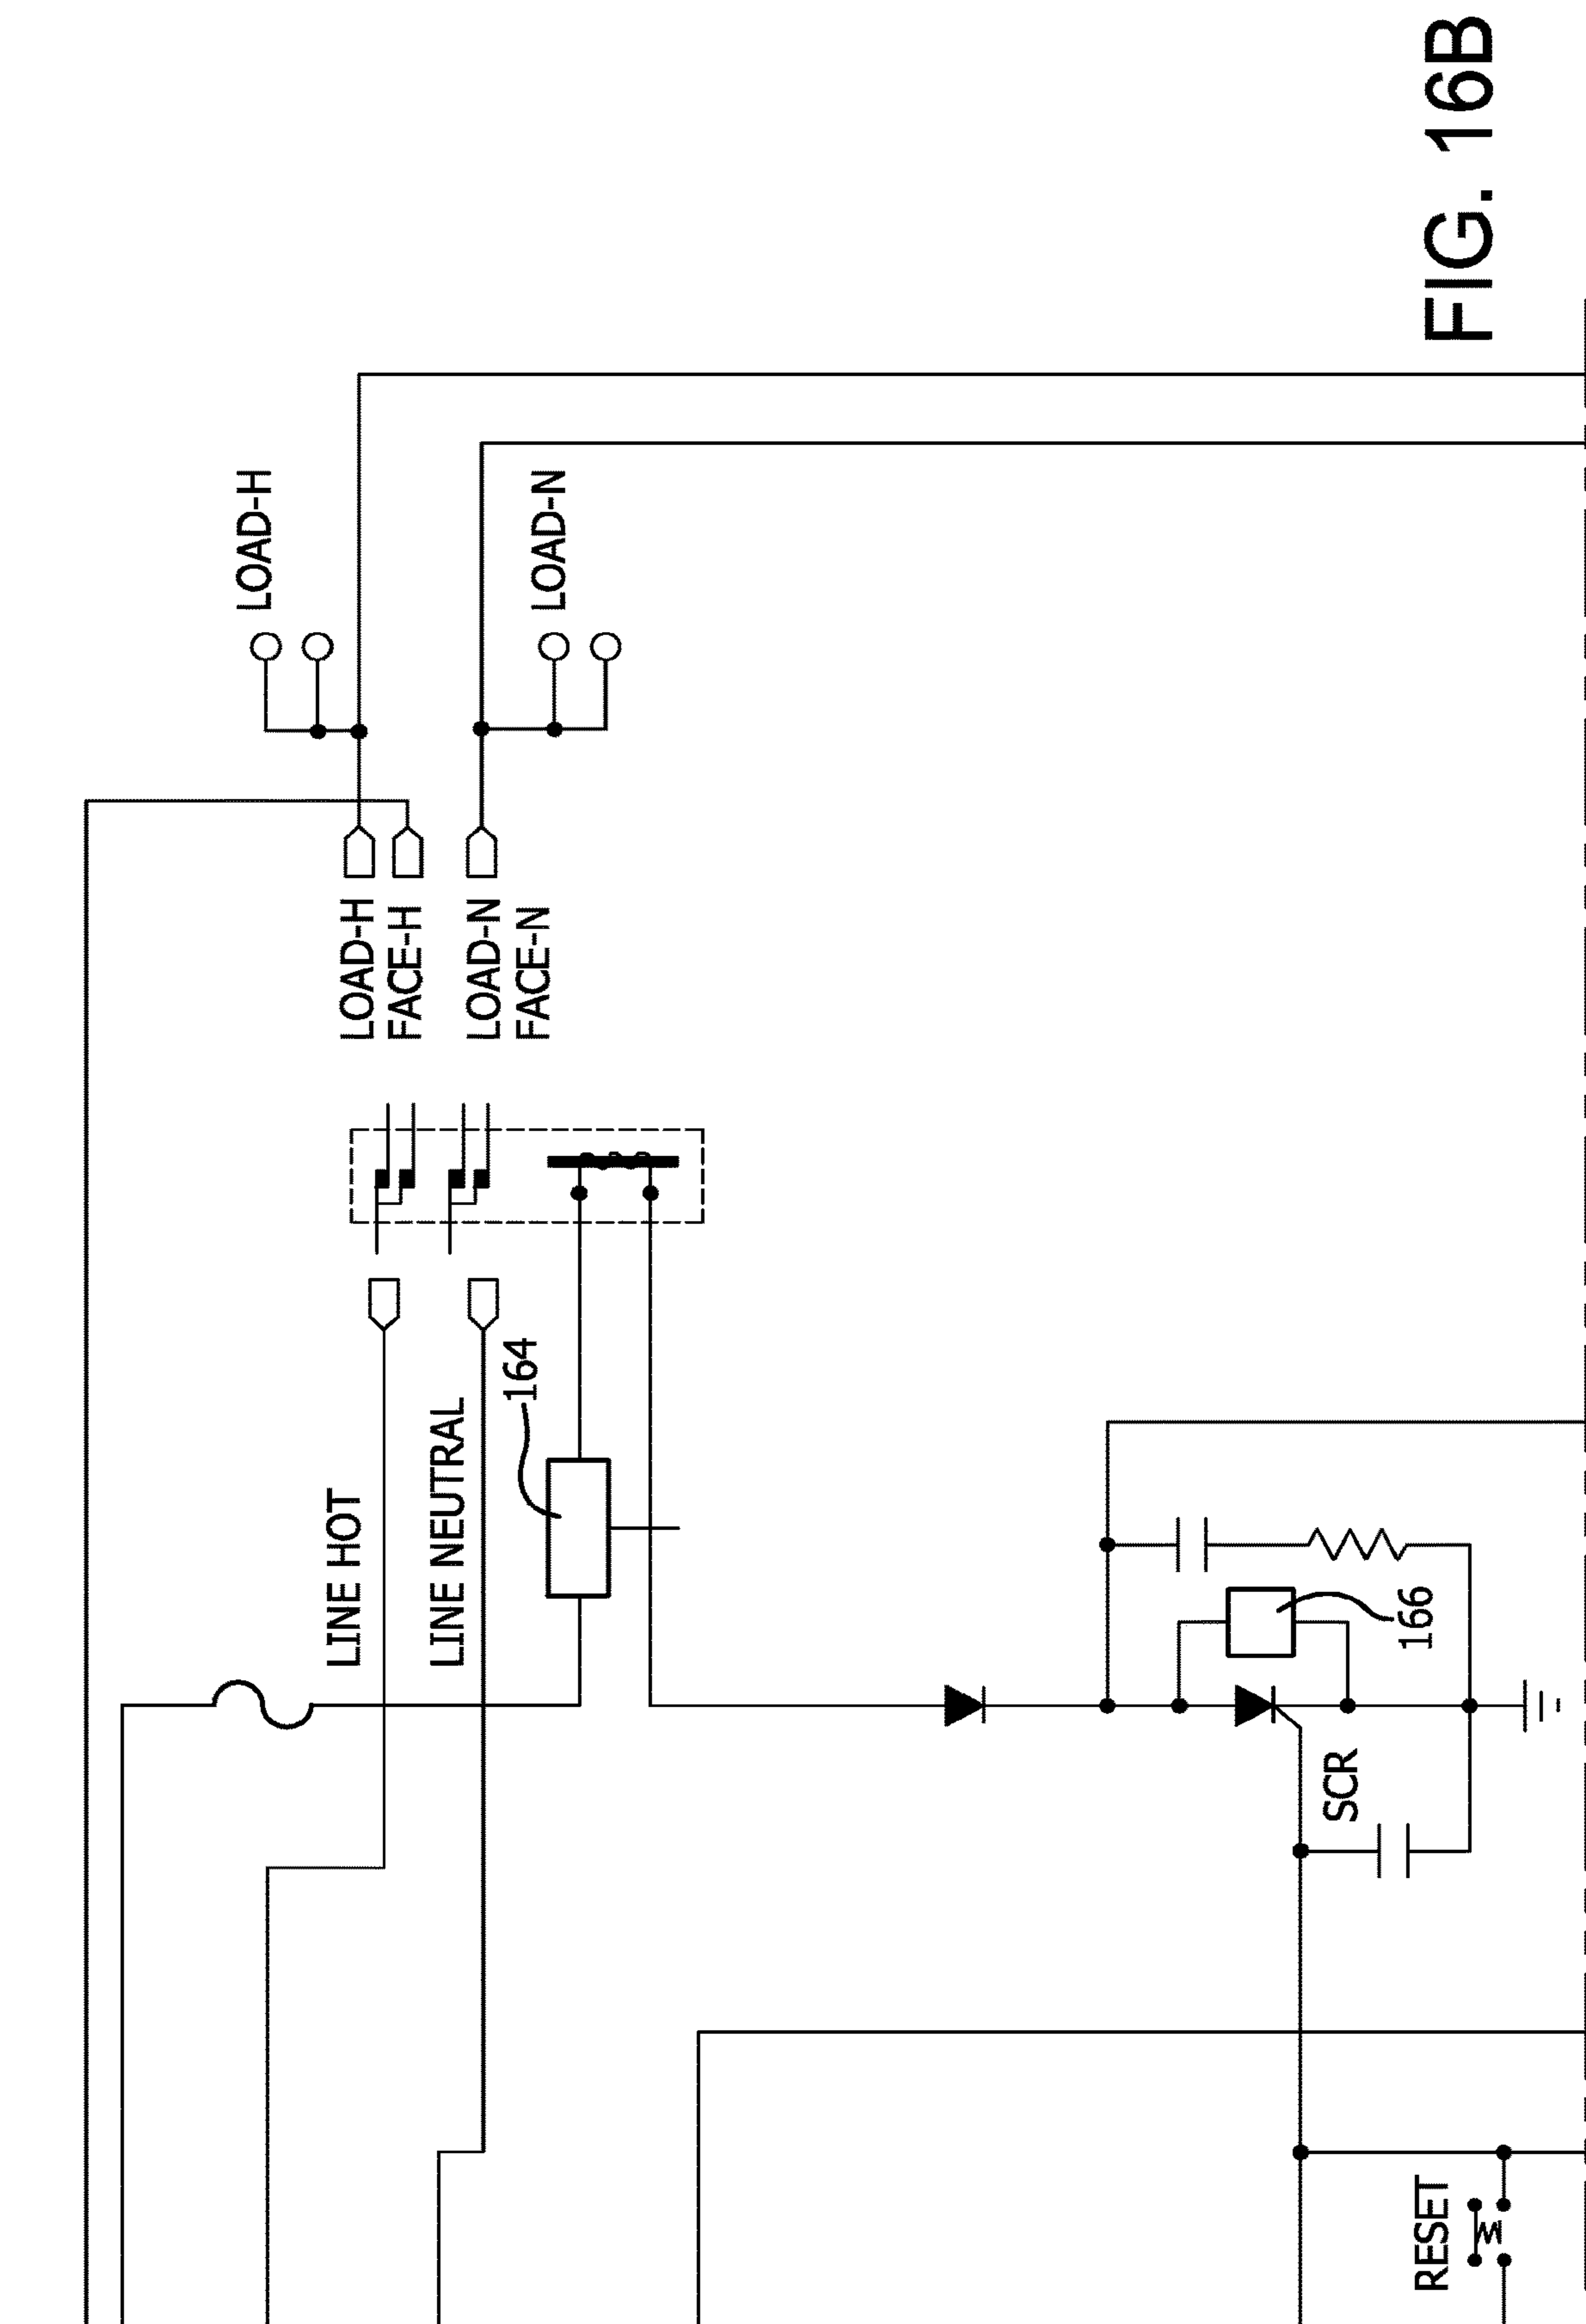 FIG. 16B
LOAD-H
LOAD-N
LOAD-H
FACE-H
LOAD-N
FACE-N
LINE HOT
LINE NEUTRAL
164
166
SCR
RESET